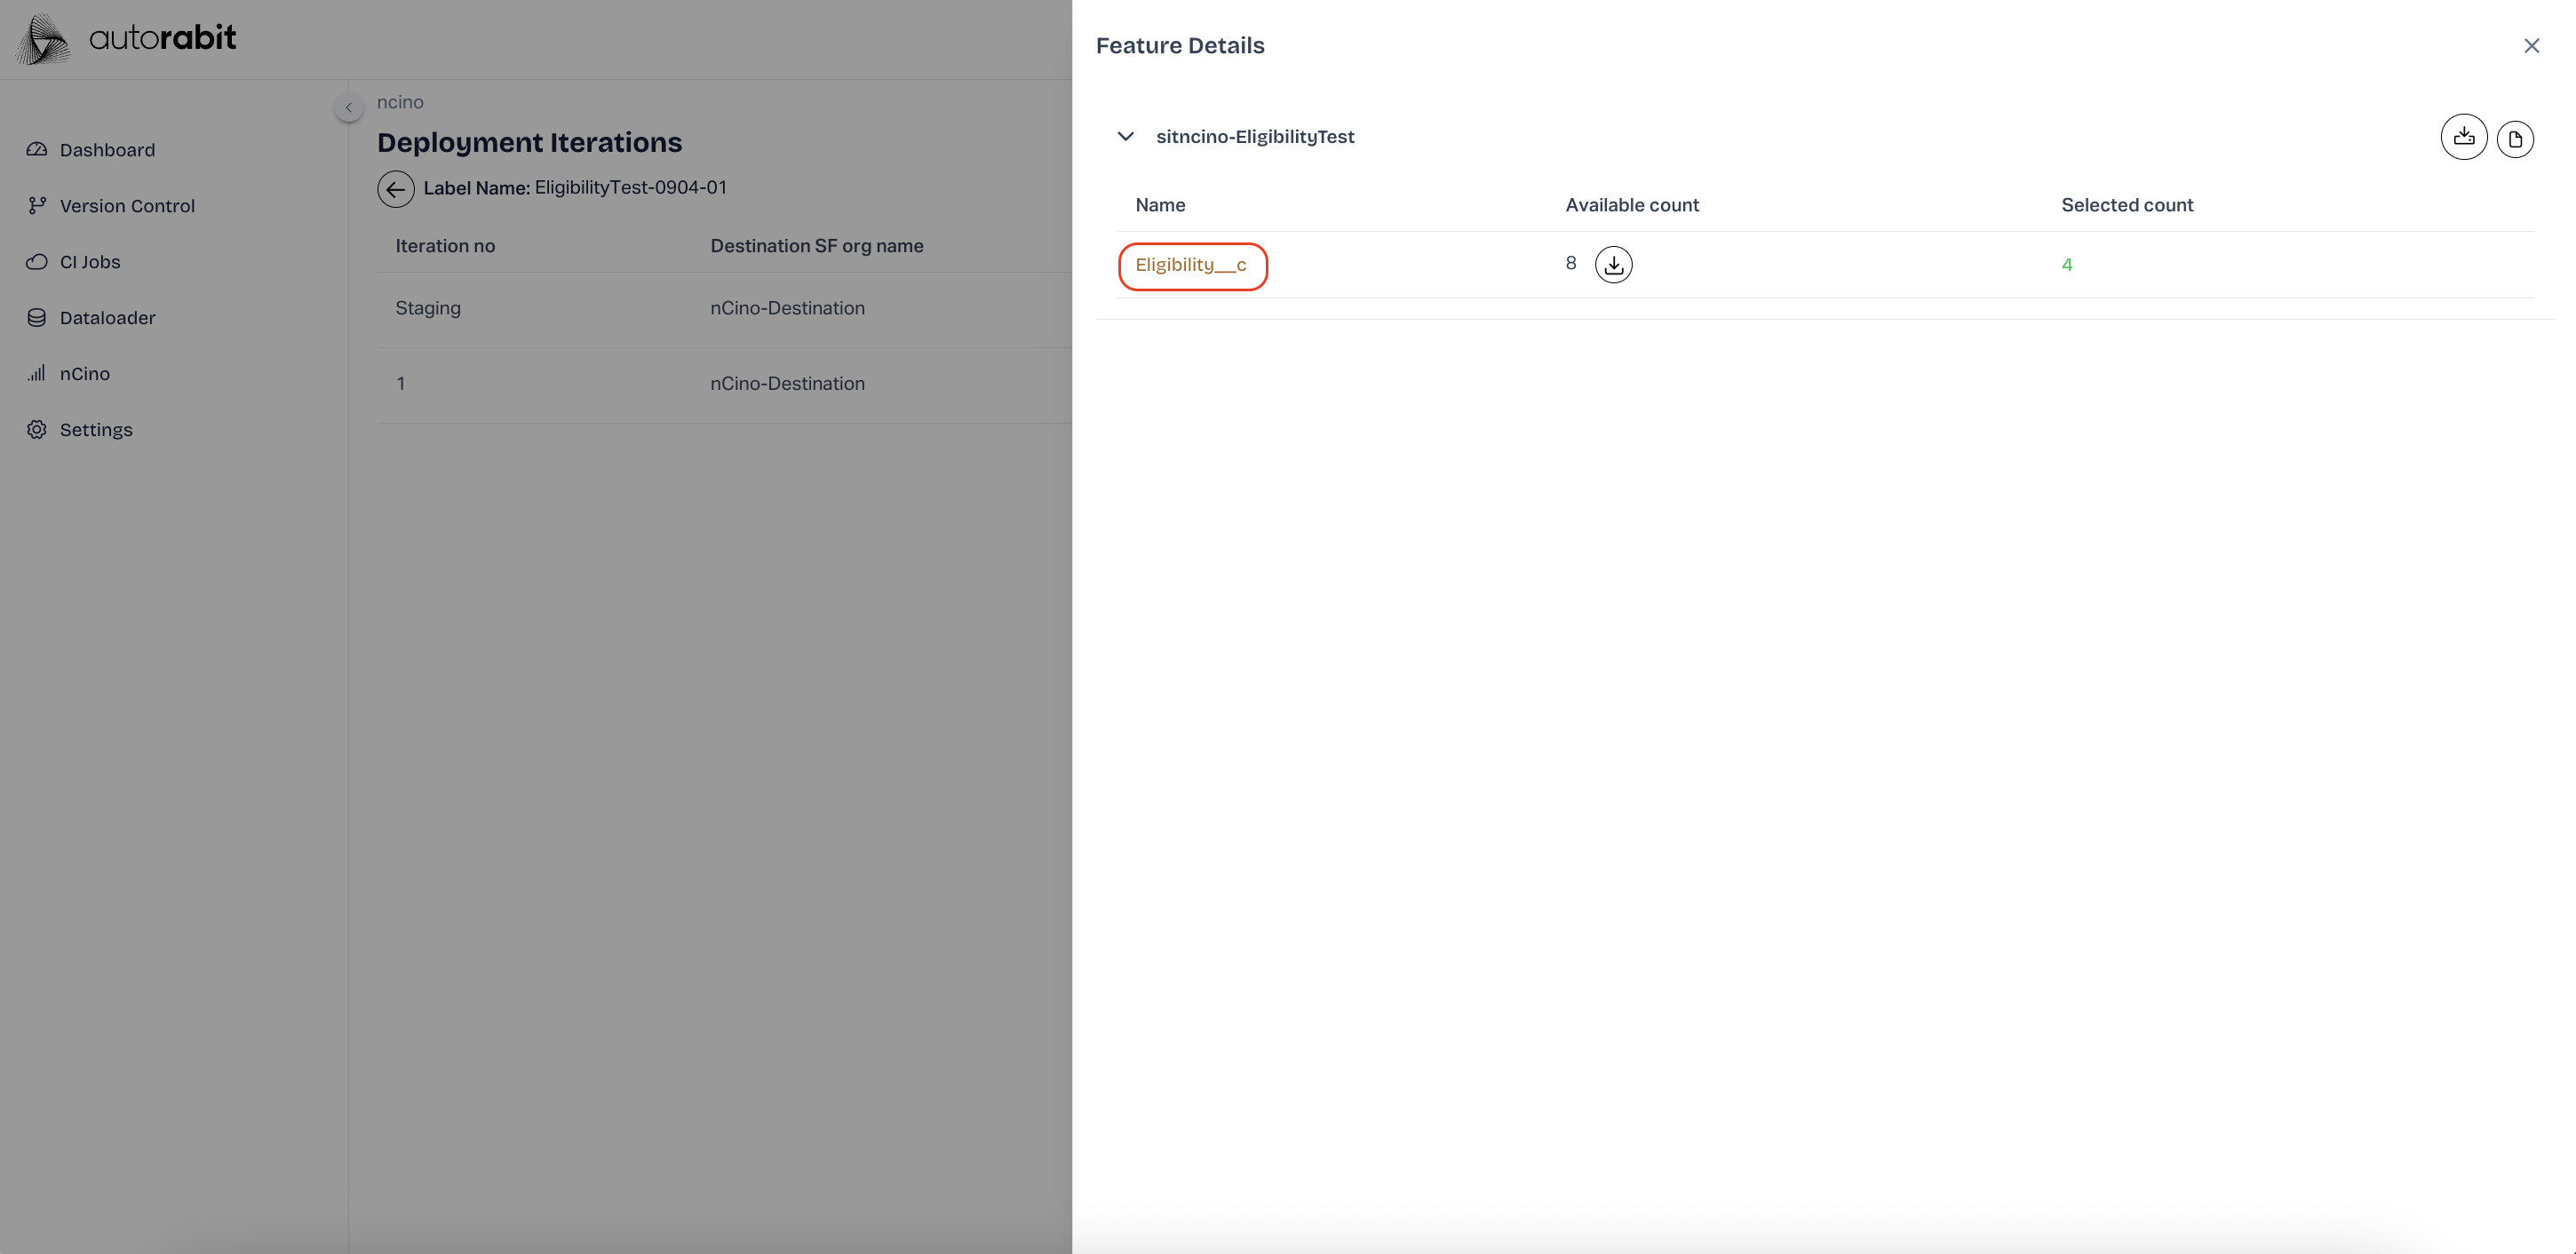 autorabit
Dashboard
Version Control
CI Jobs
Dataloader
nCino
Settings
ncino
Deployment Iterations
Label Name: EligibilityTest-0904-01
Iteration no Destination SF org name
Staging nCino-Destination
1 nCino-Destination
Feature Details
sitncino-EligibilityTest
Name Available count Selected count
Eligibility__c 8 4